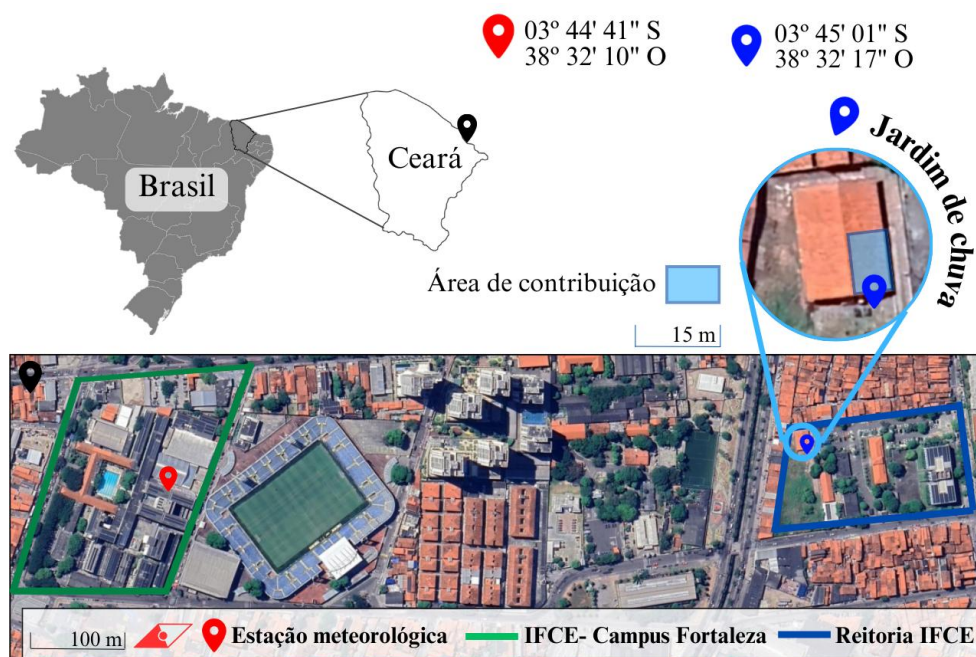 03º 44' 41" S
38º 32' 10" O
03º 45' 01" S
38º 32' 17" O
Jardim de chuva
Brasil
Ceará
Área de contribuição
15 m
100 m
Estação meteorológica
IFCE- Campus Fortaleza
Reitoria IFCE